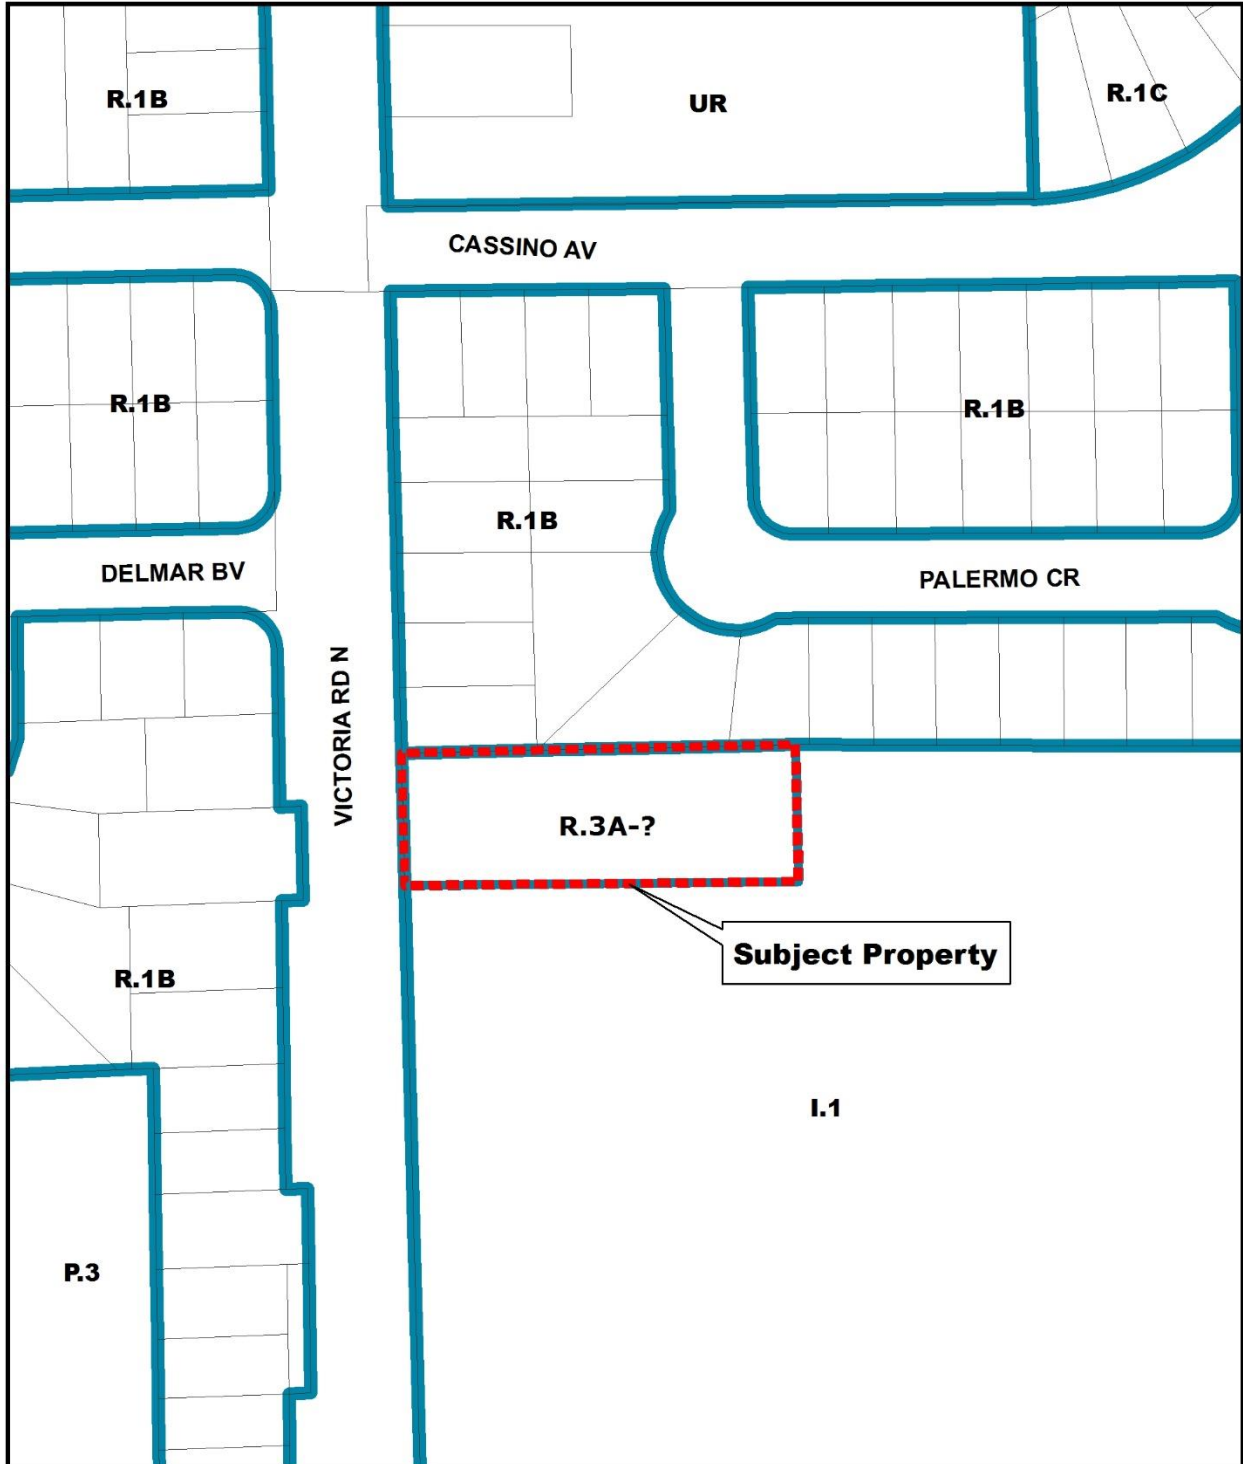 R.1B
UR
R.1C
CASSINO AV
R.1B
R.1B
R.1B
DELMAR BV
PALERMO CR
VICTORIA RD N
R.3A-?
Subject Property
R.1B
I.1
P.3